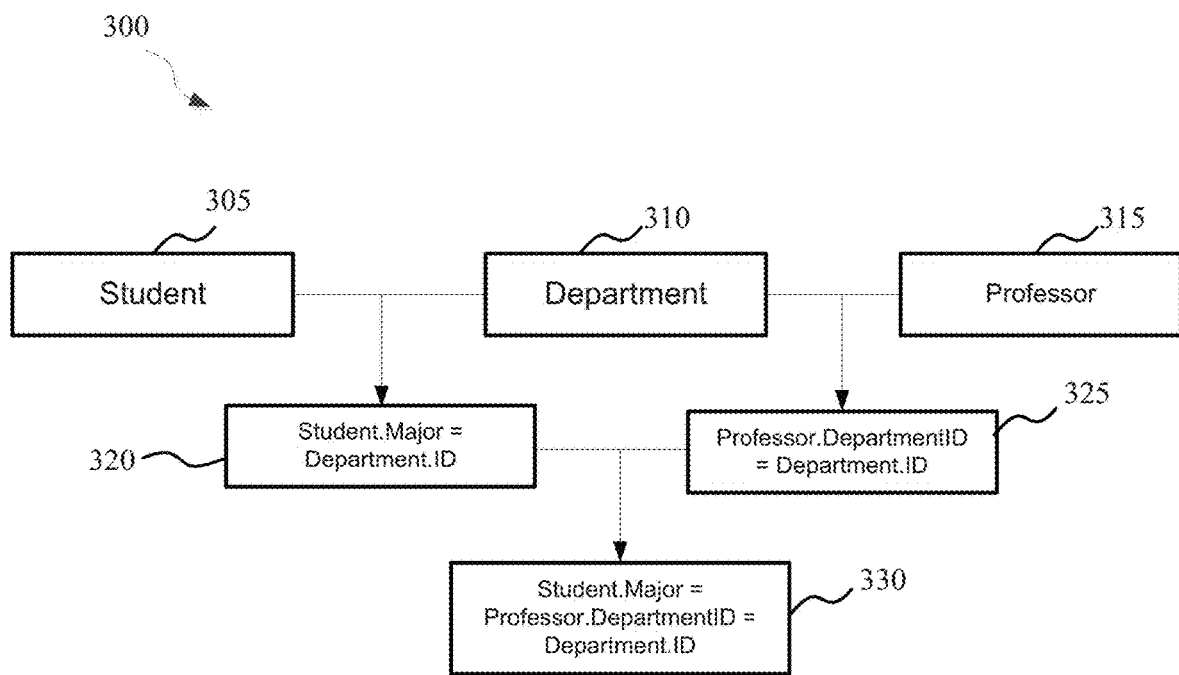 300
305
310
315
Student
Department
Professor
Student.Major =
Department.ID
320
Professor.DepartmentID
= Department.ID
325
Student.Major =
Professor.DepartmentID =
Department.ID
330